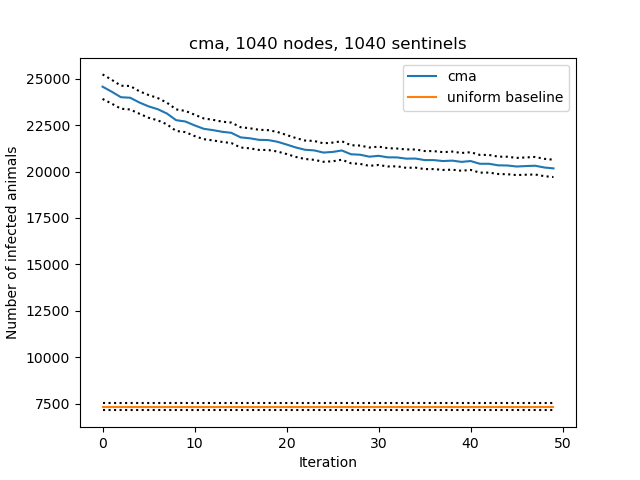 cma, 1040 nodes, 1040 sentinels
cma
uniform baseline
Number of infected animals
25000
22500
20000
17500
15000
12500
10000
7500
0 10 20 30 40 50
Iteration